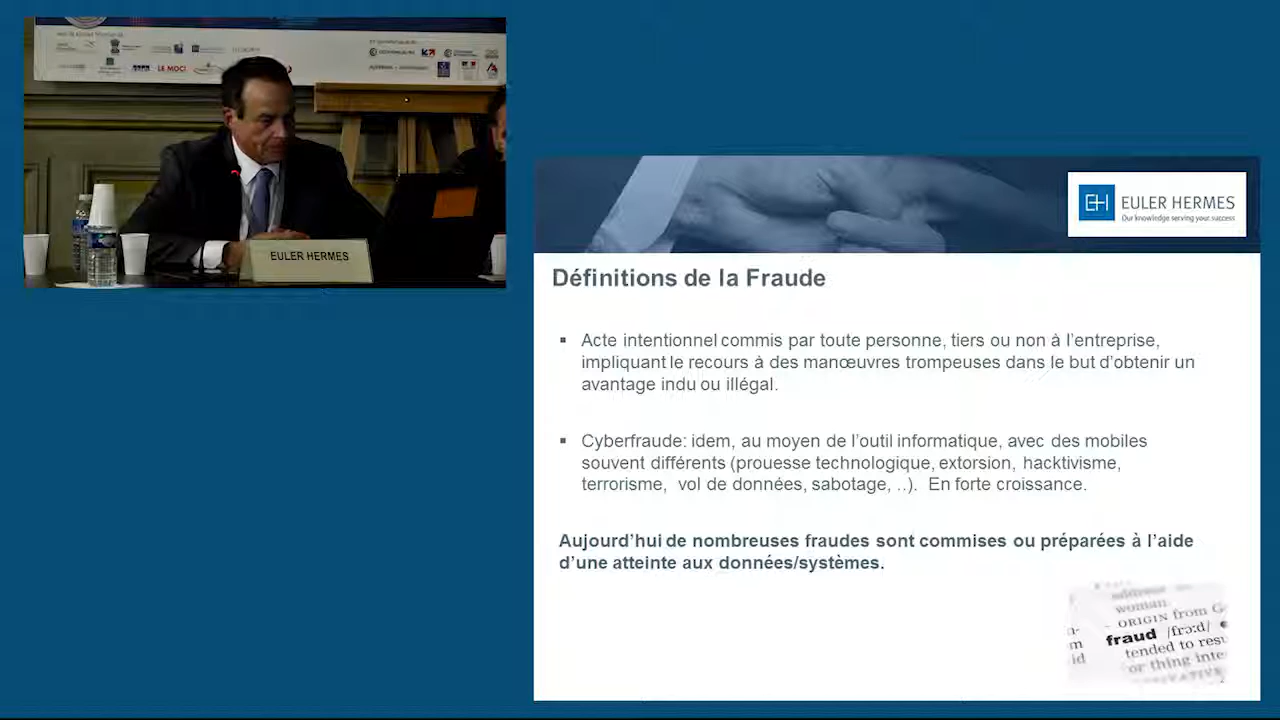 LE MOCI
EULER HERMES
EULER HERMES
Our knowledge serving your success
Définitions de la Fraude
▪ Acte intentionnel commis par toute personne, tiers ou non à l’entreprise,
impliquant le recours à des manœuvres trompeuses dans le but d’obtenir un
avantage indu ou illégal.
▪ Cyberfraude: idem, au moyen de l’outil informatique, avec des mobiles
souvent différents (prouesse technologique, extorsion, hacktivisme,
terrorisme, vol de données, sabotage, ..). En forte croissance.
Aujourd’hui de nombreuses fraudes sont commises ou préparées à l’aide
d’une atteinte aux données/systèmes.
address
woman.
- ORIGIN from G
fraud /frɔːd/
tended to resu
or thing inte